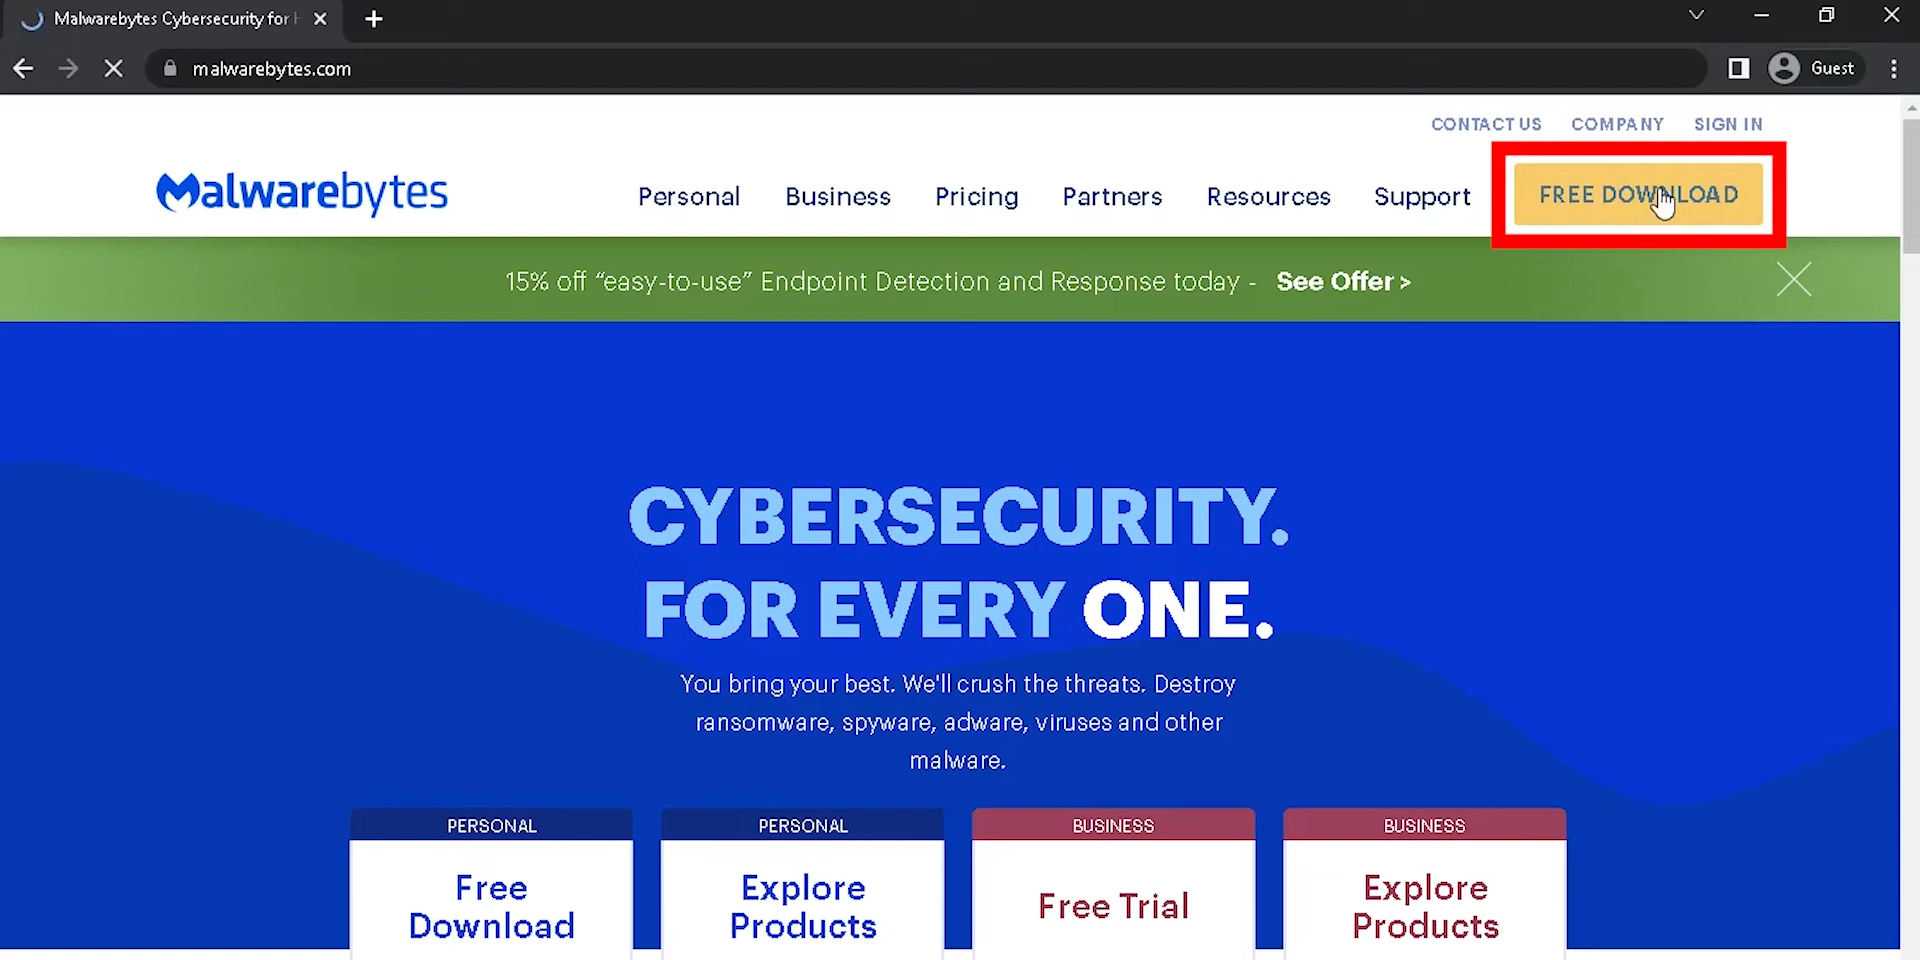 Malwarebytes Cybersecurity for H
malwarebytes.com
Guest
CONTACT US COMPANY SIGN IN
Malwarebytes
Personal Business Pricing Partners Resources Support FREE DOWNLOAD
15% off “easy-to-use” Endpoint Detection and Response today - See Offer >
CYBERSECURITY.
FOR EVERY ONE.
You bring your best. We'll crush the threats. Destroy
ransomware, spyware, adware, viruses and other
malware.
PERSONAL
Free
Download
PERSONAL
Explore
Products
BUSINESS
Free Trial
BUSINESS
Explore
Products